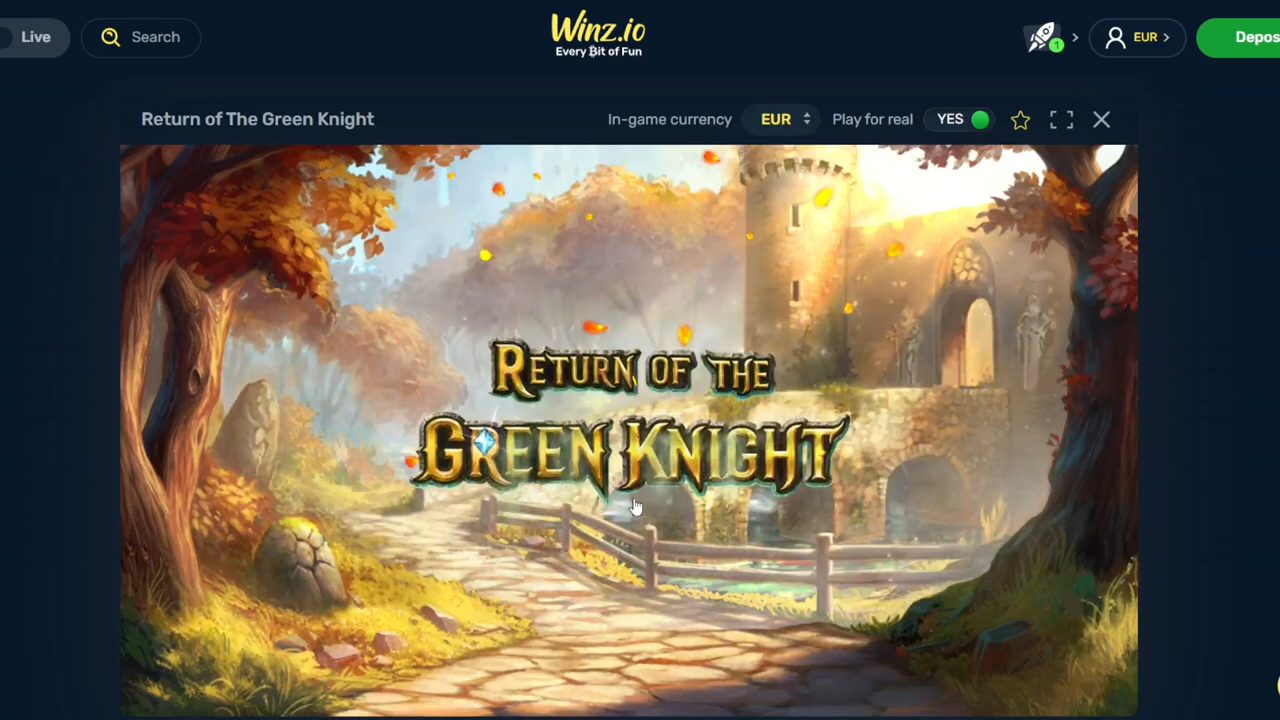 Live
Search
Winz.io
Every Bit of Fun
1
EUR
Depos
Return of The Green Knight
In-game currency
EUR
Play for real
YES
RETURN OF THE
GREEN KNIGHT